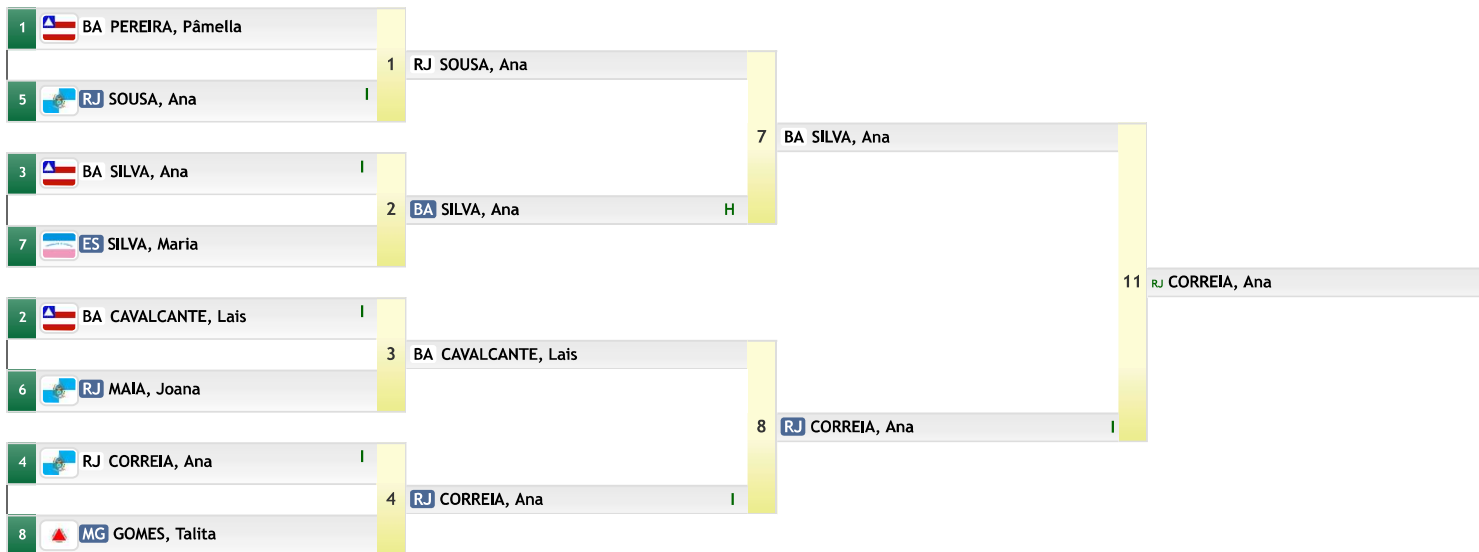 1 BA PEREIRA, Pâmella
1 RJ SOUSA, Ana
5 RJ SOUSA, Ana I
7 BA SILVA, Ana
3 BA SILVA, Ana I
2 BA SILVA, Ana H
7 ES SILVA, Maria
11 RJ CORREIA, Ana
2 BA CAVALCANTE, Lais I
3 BA CAVALCANTE, Lais
6 RJ MAIA, Joana
8 RJ CORREIA, Ana I
4 RJ CORREIA, Ana I
4 RJ CORREIA, Ana I
8 MG GOMES, Talita